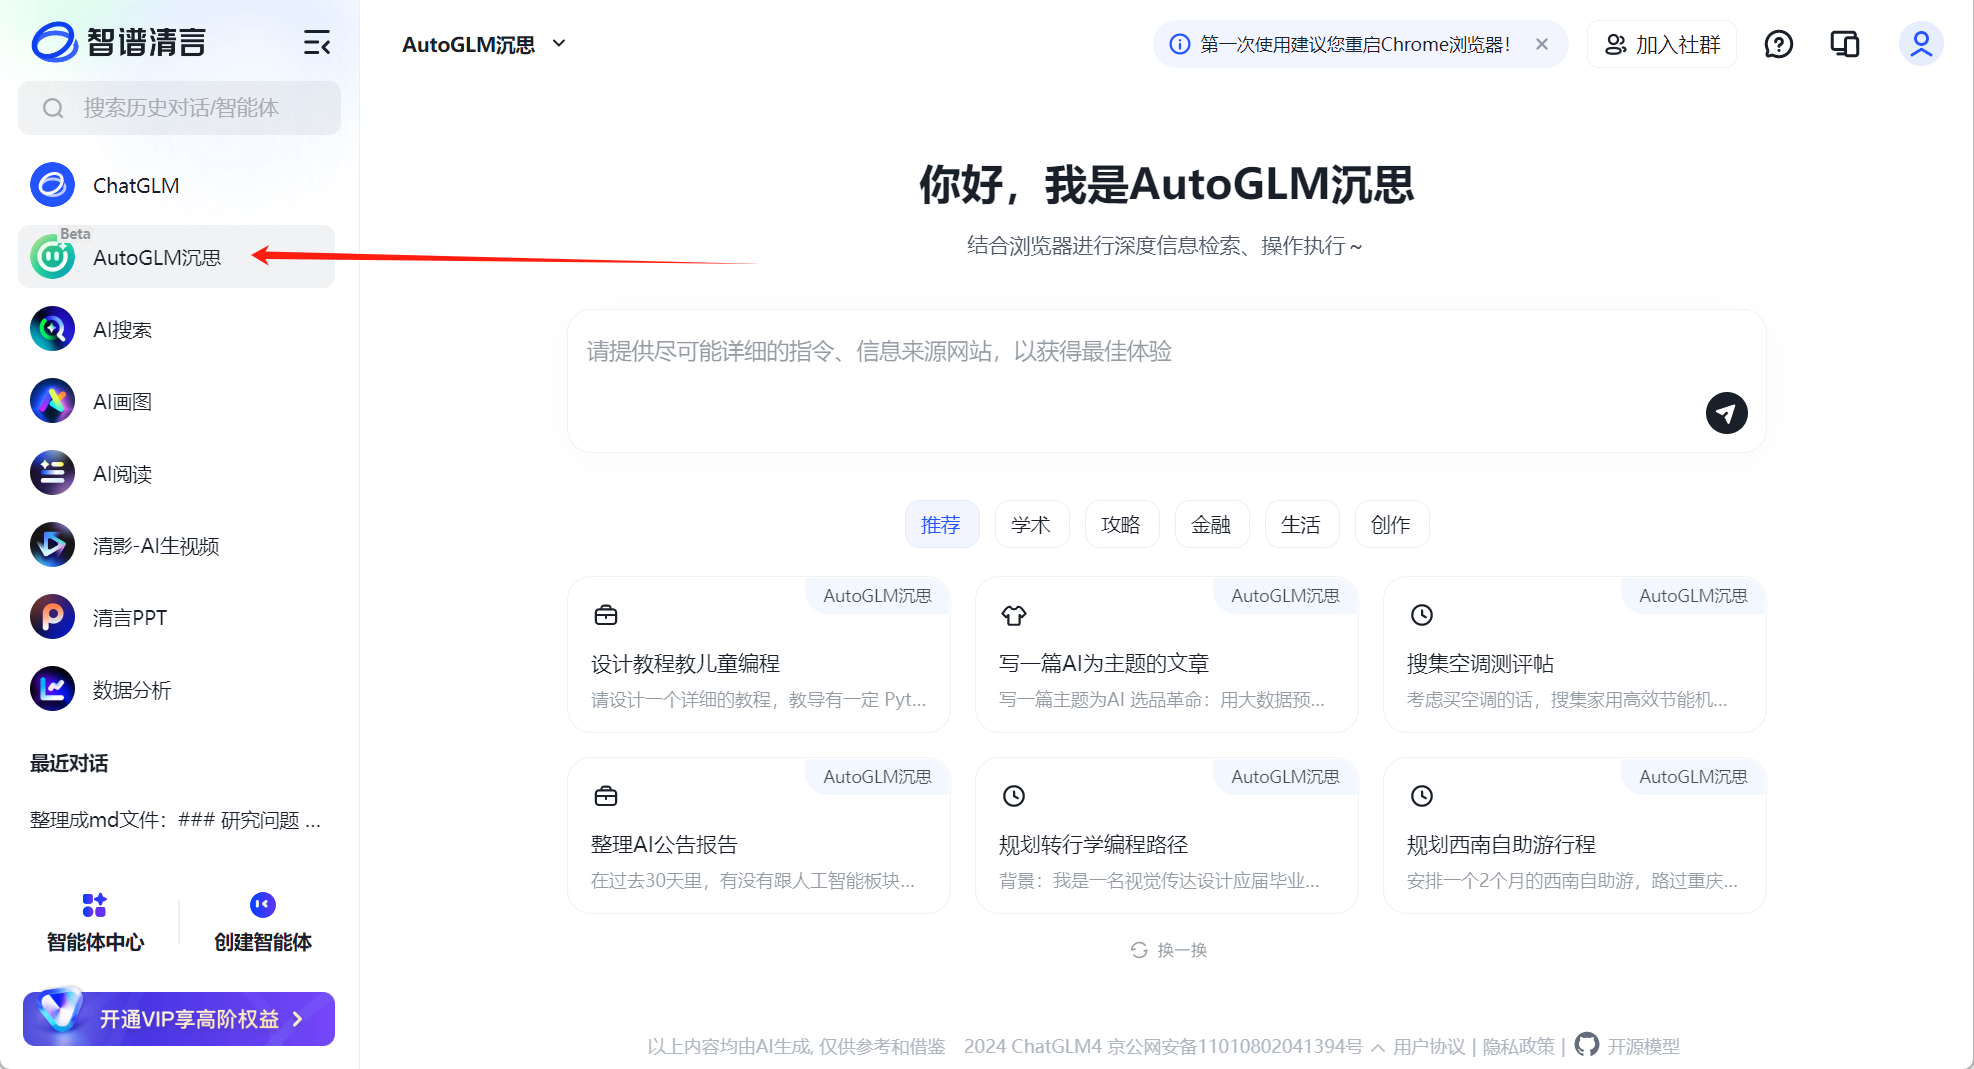 智谱清言
搜索历史对话/智能体
ChatGLM
Beta
AutoGLM沉思
AI搜索
AI画图
AI阅读
清影-AI生视频
清言PPT
数据分析
最近对话
整理成md文件：### 研究问题 ...
智能体中心
创建智能体
开通VIP享高阶权益
AutoGLM沉思
第一次使用建议您重启Chrome浏览器！
加入社群
你好，我是AutoGLM沉思
结合浏览器进行深度信息检索、操作执行 ~
请提供尽可能详细的指令、信息来源网站，以获得最佳体验
推荐
学术
攻略
金融
生活
创作
AutoGLM沉思
设计教程教儿童编程
请设计一个详细的教程，教导有一定 Pyt...
AutoGLM沉思
写一篇AI为主题的文章
写一篇主题为AI 选品革命：用大数据预...
AutoGLM沉思
搜集空调测评帖
考虑买空调的话，搜集家用高效节能机...
AutoGLM沉思
整理AI公告报告
在过去30天里，有没有跟人工智能板块...
AutoGLM沉思
规划转行学编程路径
背景：我是一名视觉传达设计应届毕业...
AutoGLM沉思
规划西南自助游行程
安排一个2个月的西南自助游，路过重庆...
换一换
以上内容均由AI生成, 仅供参考和借鉴 2024 ChatGLM4 京公网安备11010802041394号 用户协议 | 隐私政策 | 开源模型